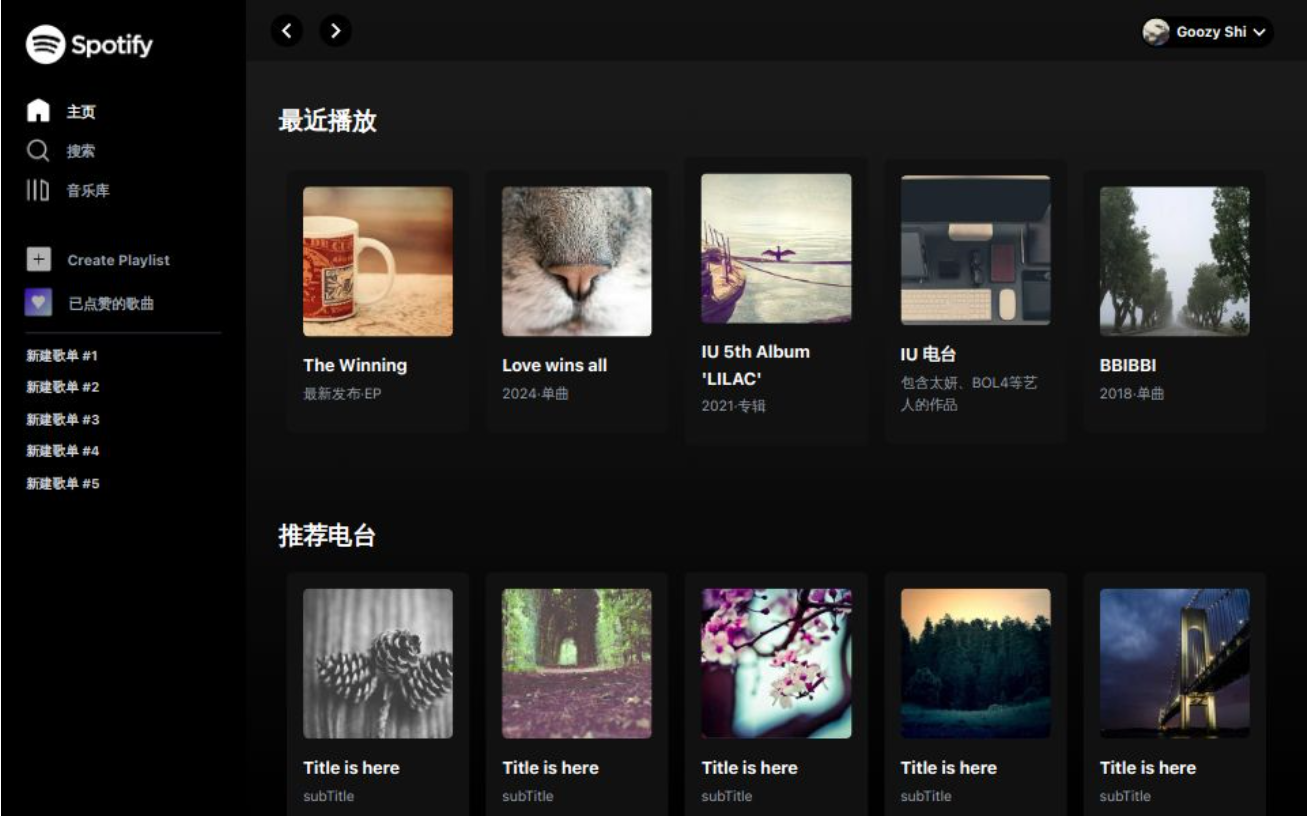 Spotify
Goozy Shi
主页
搜索
音乐库
Create Playlist
已点赞的歌曲
新建歌单 #1
新建歌单 #2
新建歌单 #3
新建歌单 #4
新建歌单 #5
最近播放
The Winning
最新发布·EP
Love wins all
2024·单曲
IU 5th Album
'LILAC'
2021·专辑
IU 电台
包含太妍、BOL4等艺
人的作品
BBIBBI
2018·单曲
推荐电台
Title is here
subTitle
Title is here
subTitle
Title is here
subTitle
Title is here
subTitle
Title is here
subTitle